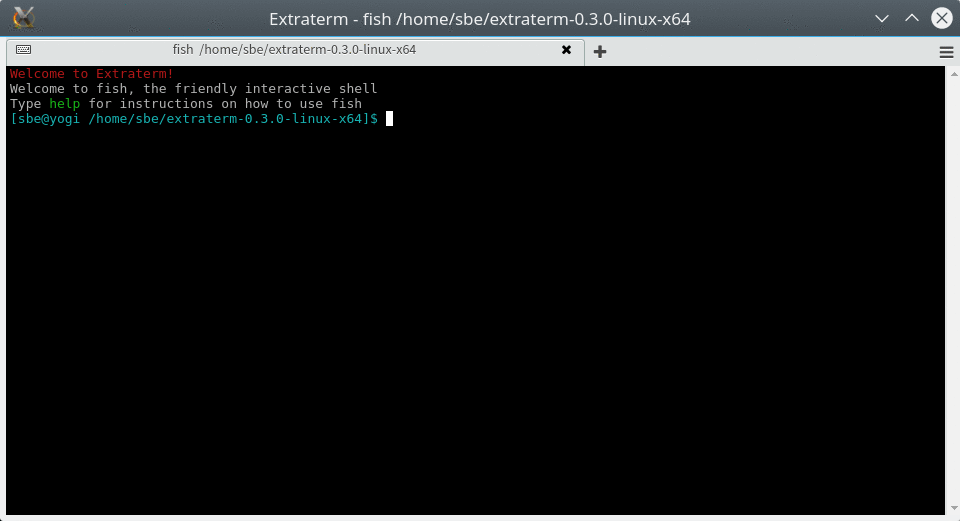 Extraterm - fish /home/sbe/extraterm-0.3.0-linux-x64
fish /home/sbe/extraterm-0.3.0-linux-x64
Welcome to Extraterm!
Welcome to fish, the friendly interactive shell
Type help for instructions on how to use fish
[sbe@yogi /home/sbe/extraterm-0.3.0-linux-x64]$